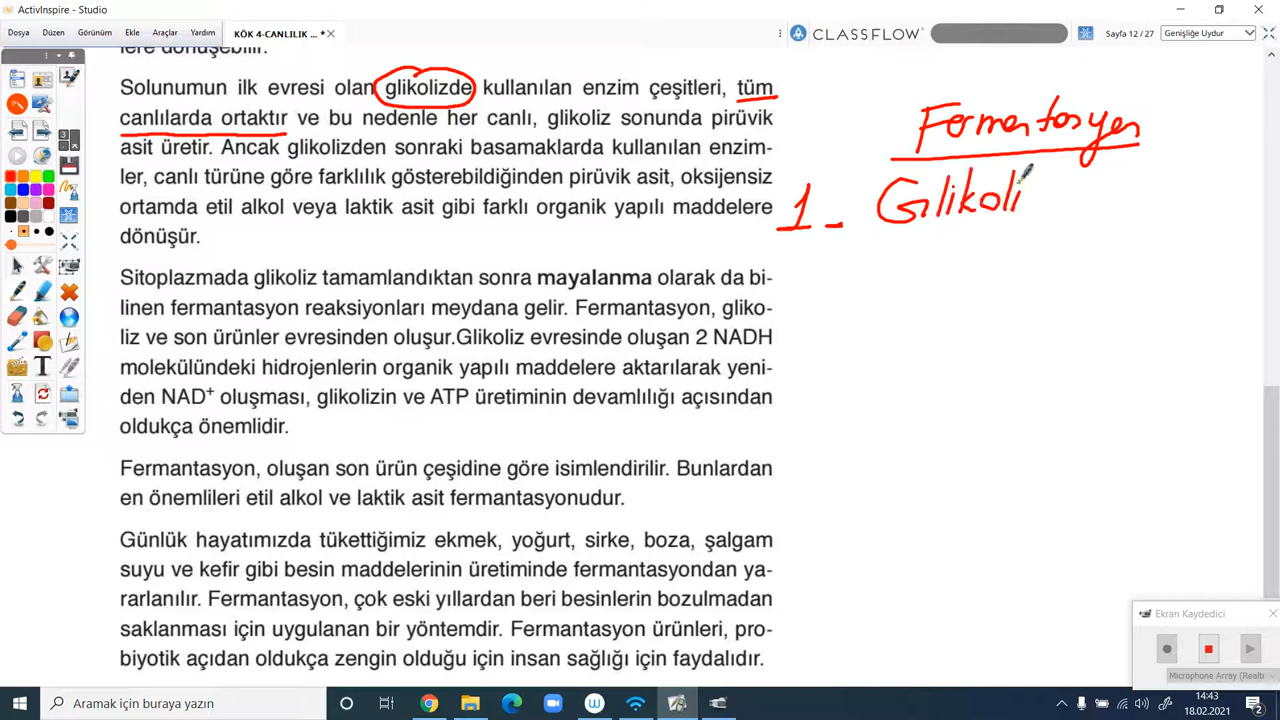 ActivInspire - Studio
Dosya Düzen Görünüm Ekle Araçlar Yardım
KÖK 4-CANLILIK ...*
CLASSFLOW
Sayfa 12 / 27
Genişliğe Uydur
lere dönüşebilir.
Solunumun ilk evresi olan glikolizde kullanılan enzim çeşitleri, tüm
canlılarda ortaktır ve bu nedenle her canlı, glikoliz sonunda pirüvik
asit üretir. Ancak glikolizden sonraki basamaklarda kullanılan enzim-
ler, canlı türüne göre farklılık gösterebildiğinden pirüvik asit, oksijensiz
ortamda etil alkol veya laktik asit gibi farklı organik yapılı maddelere
dönüşür.
Sitoplazmada glikoliz tamamlandıktan sonra mayalanma olarak da bi-
linen fermantasyon reaksiyonları meydana gelir. Fermantasyon, gliko-
liz ve son ürünler evresinden oluşur.Glikoliz evresinde oluşan 2 NADH
molekülündeki hidrojenlerin organik yapılı maddelere aktarılarak yeni-
den NAD⁺ oluşması, glikolizin ve ATP üretiminin devamlılığı açısından
oldukça önemlidir.
Fermantasyon, oluşan son ürün çeşidine göre isimlendirilir. Bunlardan
en önemlileri etil alkol ve laktik asit fermantasyonudur.
Günlük hayatımızda tükettiğimiz ekmek, yoğurt, sirke, boza, şalgam
suyu ve kefir gibi besin maddelerinin üretiminde fermantasyondan ya-
rarlanılır. Fermantasyon, çok eski yıllardan beri besinlerin bozulmadan
saklanması için uygulanan bir yöntemdir. Fermantasyon ürünleri, pro-
biyotik açıdan oldukça zengin olduğu için insan sağlığı için faydalıdır.
Fermantasyon
1- Glikoli
Ekran Kaydedici
Microphone Array (Realt
Aramak için buraya yazın
14:43
18.02.2021
2